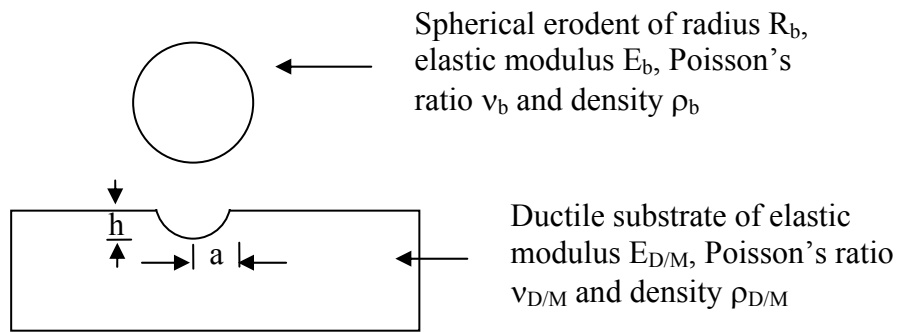 Spherical erodent of radius R_b,
elastic modulus E_b, Poisson's
ratio ν_b and density ρ_b
h
a
Ductile substrate of elastic
modulus E_D/M, Poisson's ratio
ν_D/M and density ρ_D/M